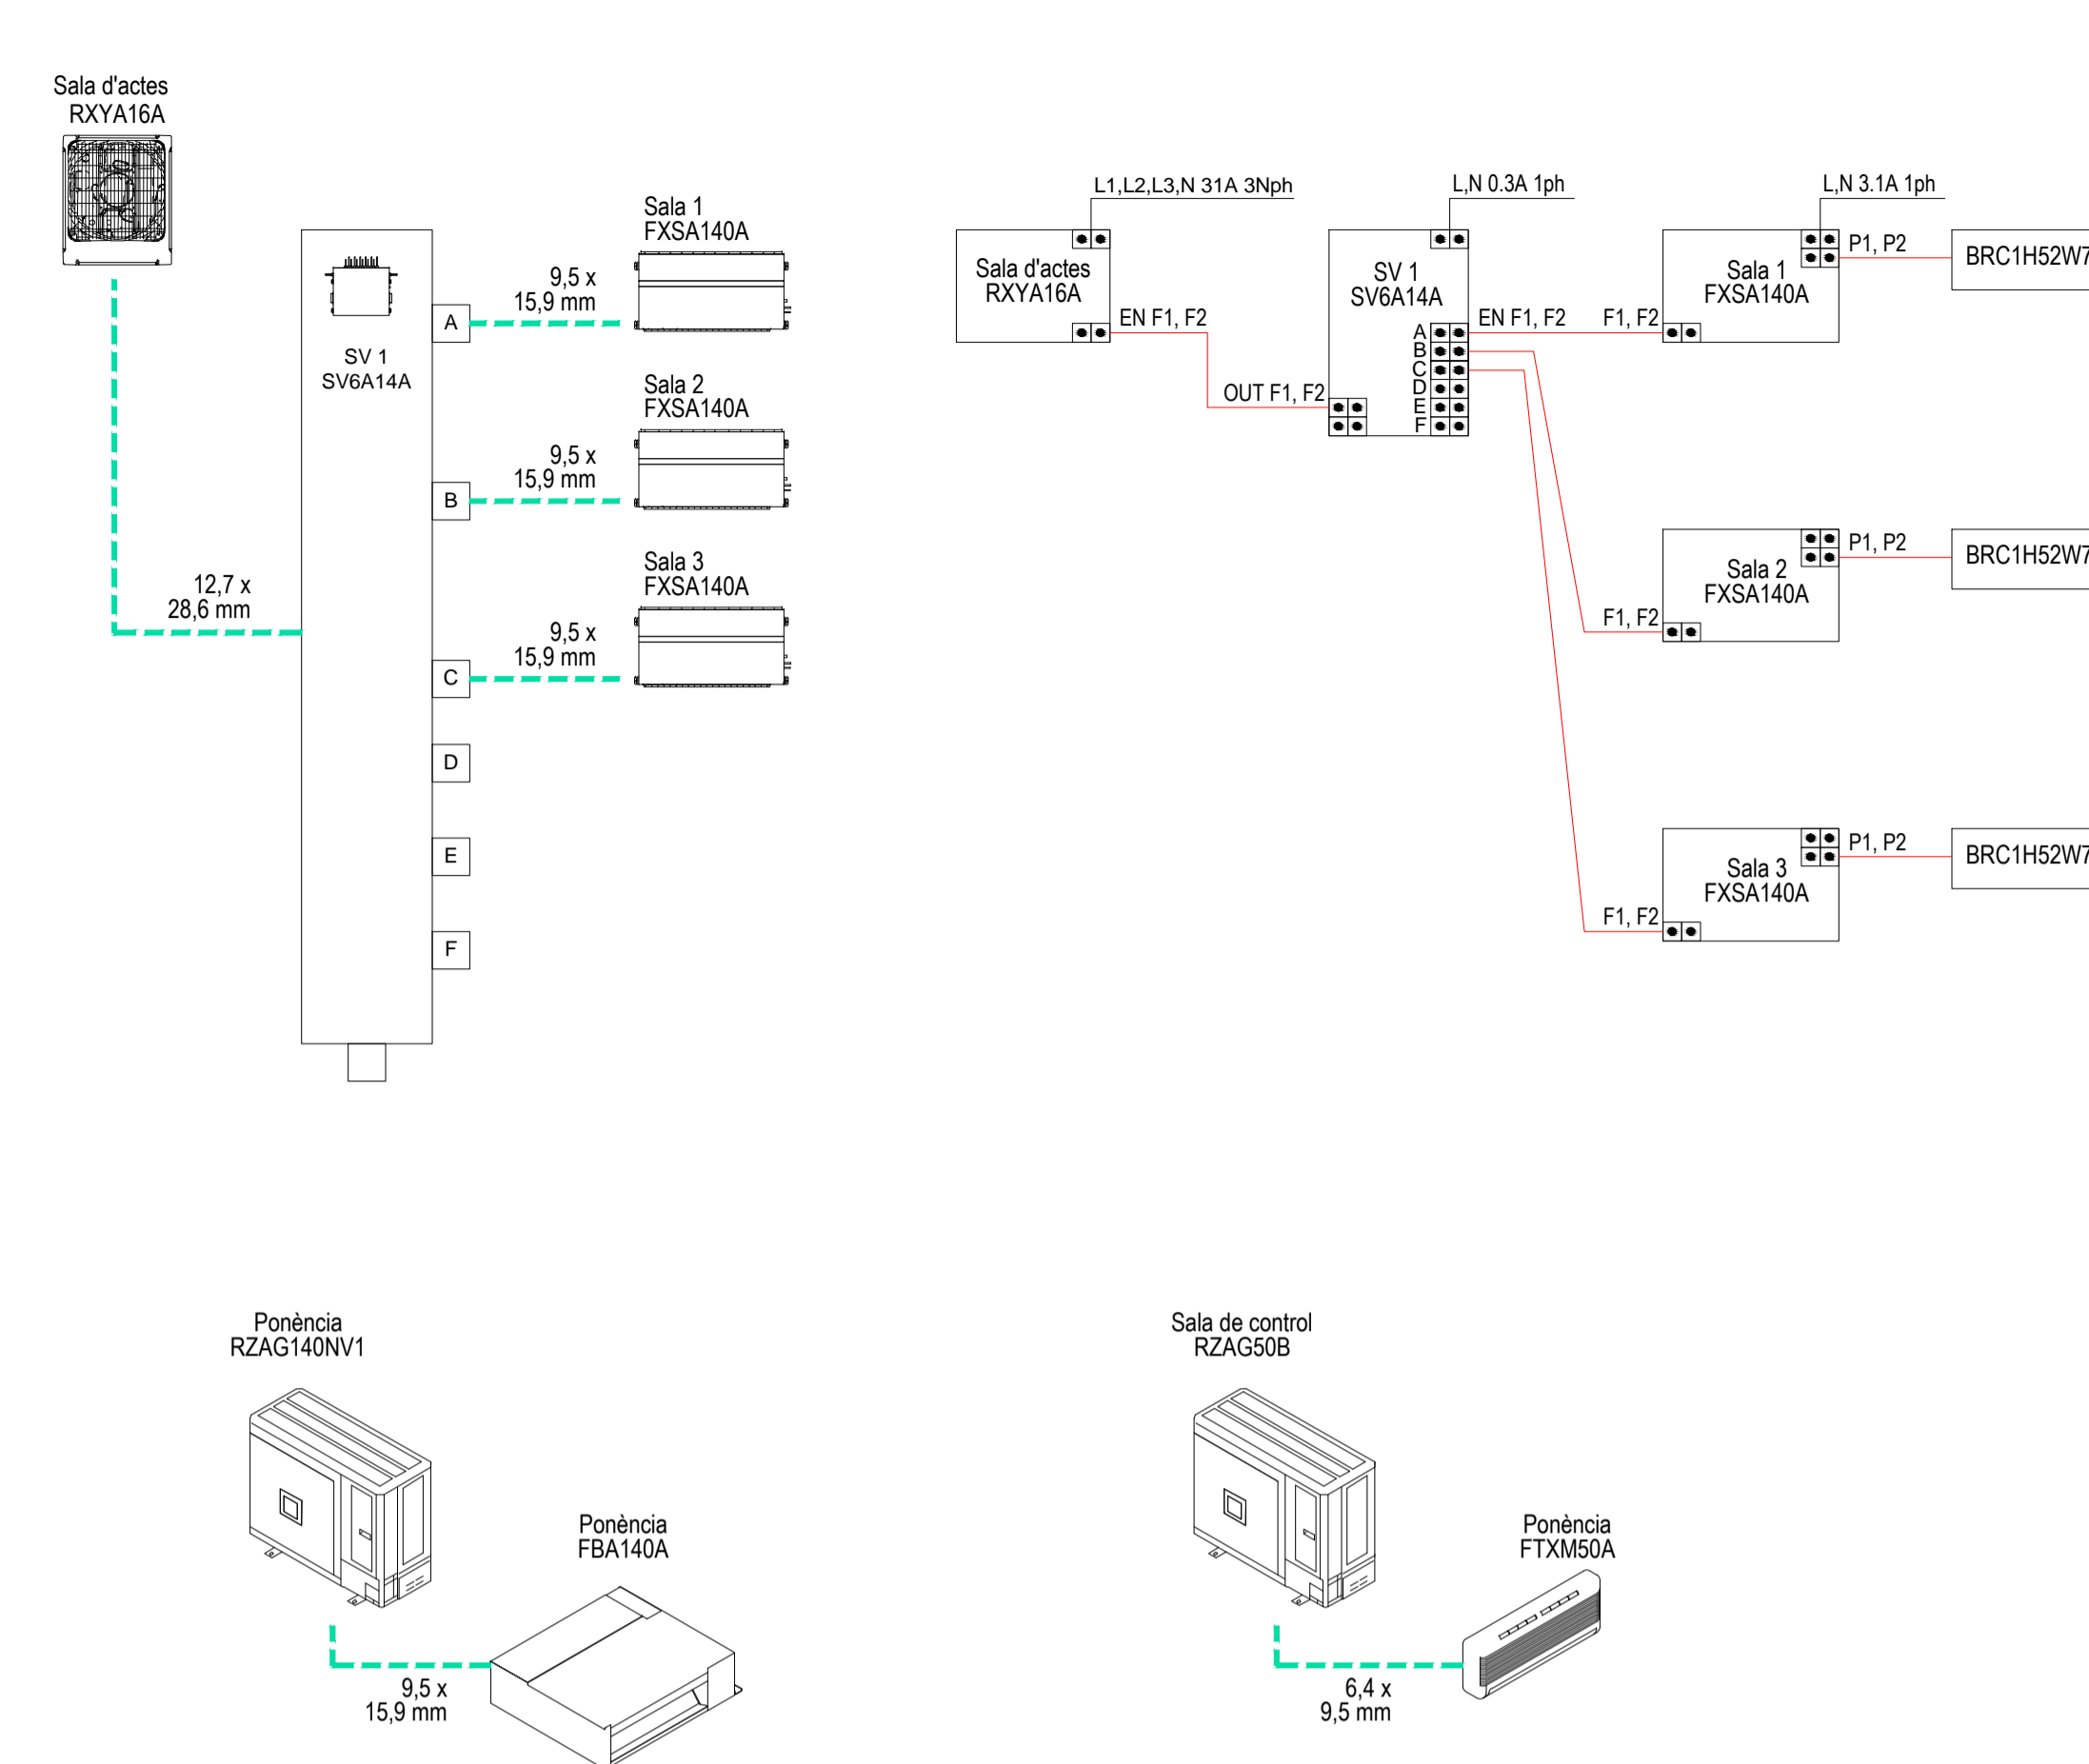 Sala d'actes
RXYA16A
SV 1
SV6A14A
12,7 x
28,6 mm
A
B
C
D
E
F
9,5 x
15,9 mm
Sala 1
FXSA140A
9,5 x
15,9 mm
Sala 2
FXSA140A
9,5 x
15,9 mm
Sala 3
FXSA140A
L1,L2,L3,N 31A 3Nph
Sala d'actes
RXYA16A
EN F1, F2
OUT F1, F2
L,N 0.3A 1ph
SV 1
SV6A14A
A
B
C
D
E
F
EN F1, F2
F1, F2
L,N 3.1A 1ph
Sala 1
FXSA140A
P1, P2
BRC1H52W7
F1, F2
Sala 2
FXSA140A
P1, P2
BRC1H52W7
F1, F2
Sala 3
FXSA140A
P1, P2
BRC1H52W7
Ponència
RZAG140NV1
Ponència
FBA140A
9,5 x
15,9 mm
Sala de control
RZAG50B
Ponència
FTXM50A
6,4 x
9,5 mm